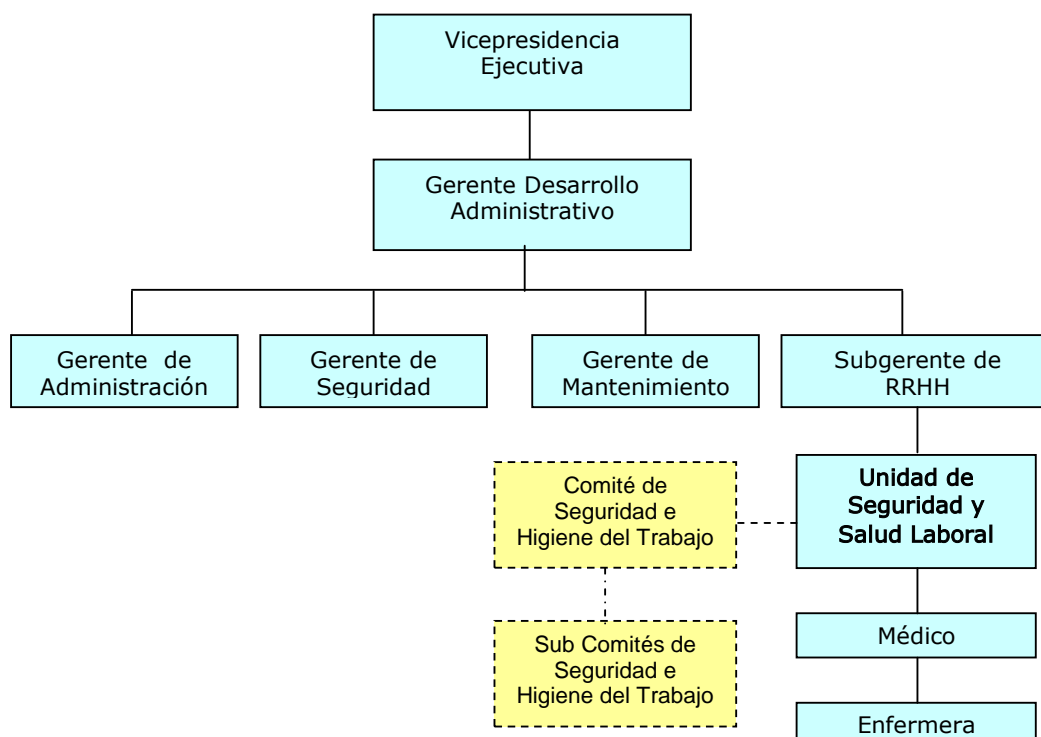 Vicepresidencia
Ejecutiva
Gerente Desarrollo
Administrativo
Gerente de
Administración
Gerente de
Seguridad
Gerente de
Mantenimiento
Subgerente de
RRHH
Comité de
Seguridad e
Higiene del Trabajo
Unidad de
Seguridad y
Salud Laboral
Sub Comités de
Seguridad e
Higiene del Trabajo
Médico
Enfermera